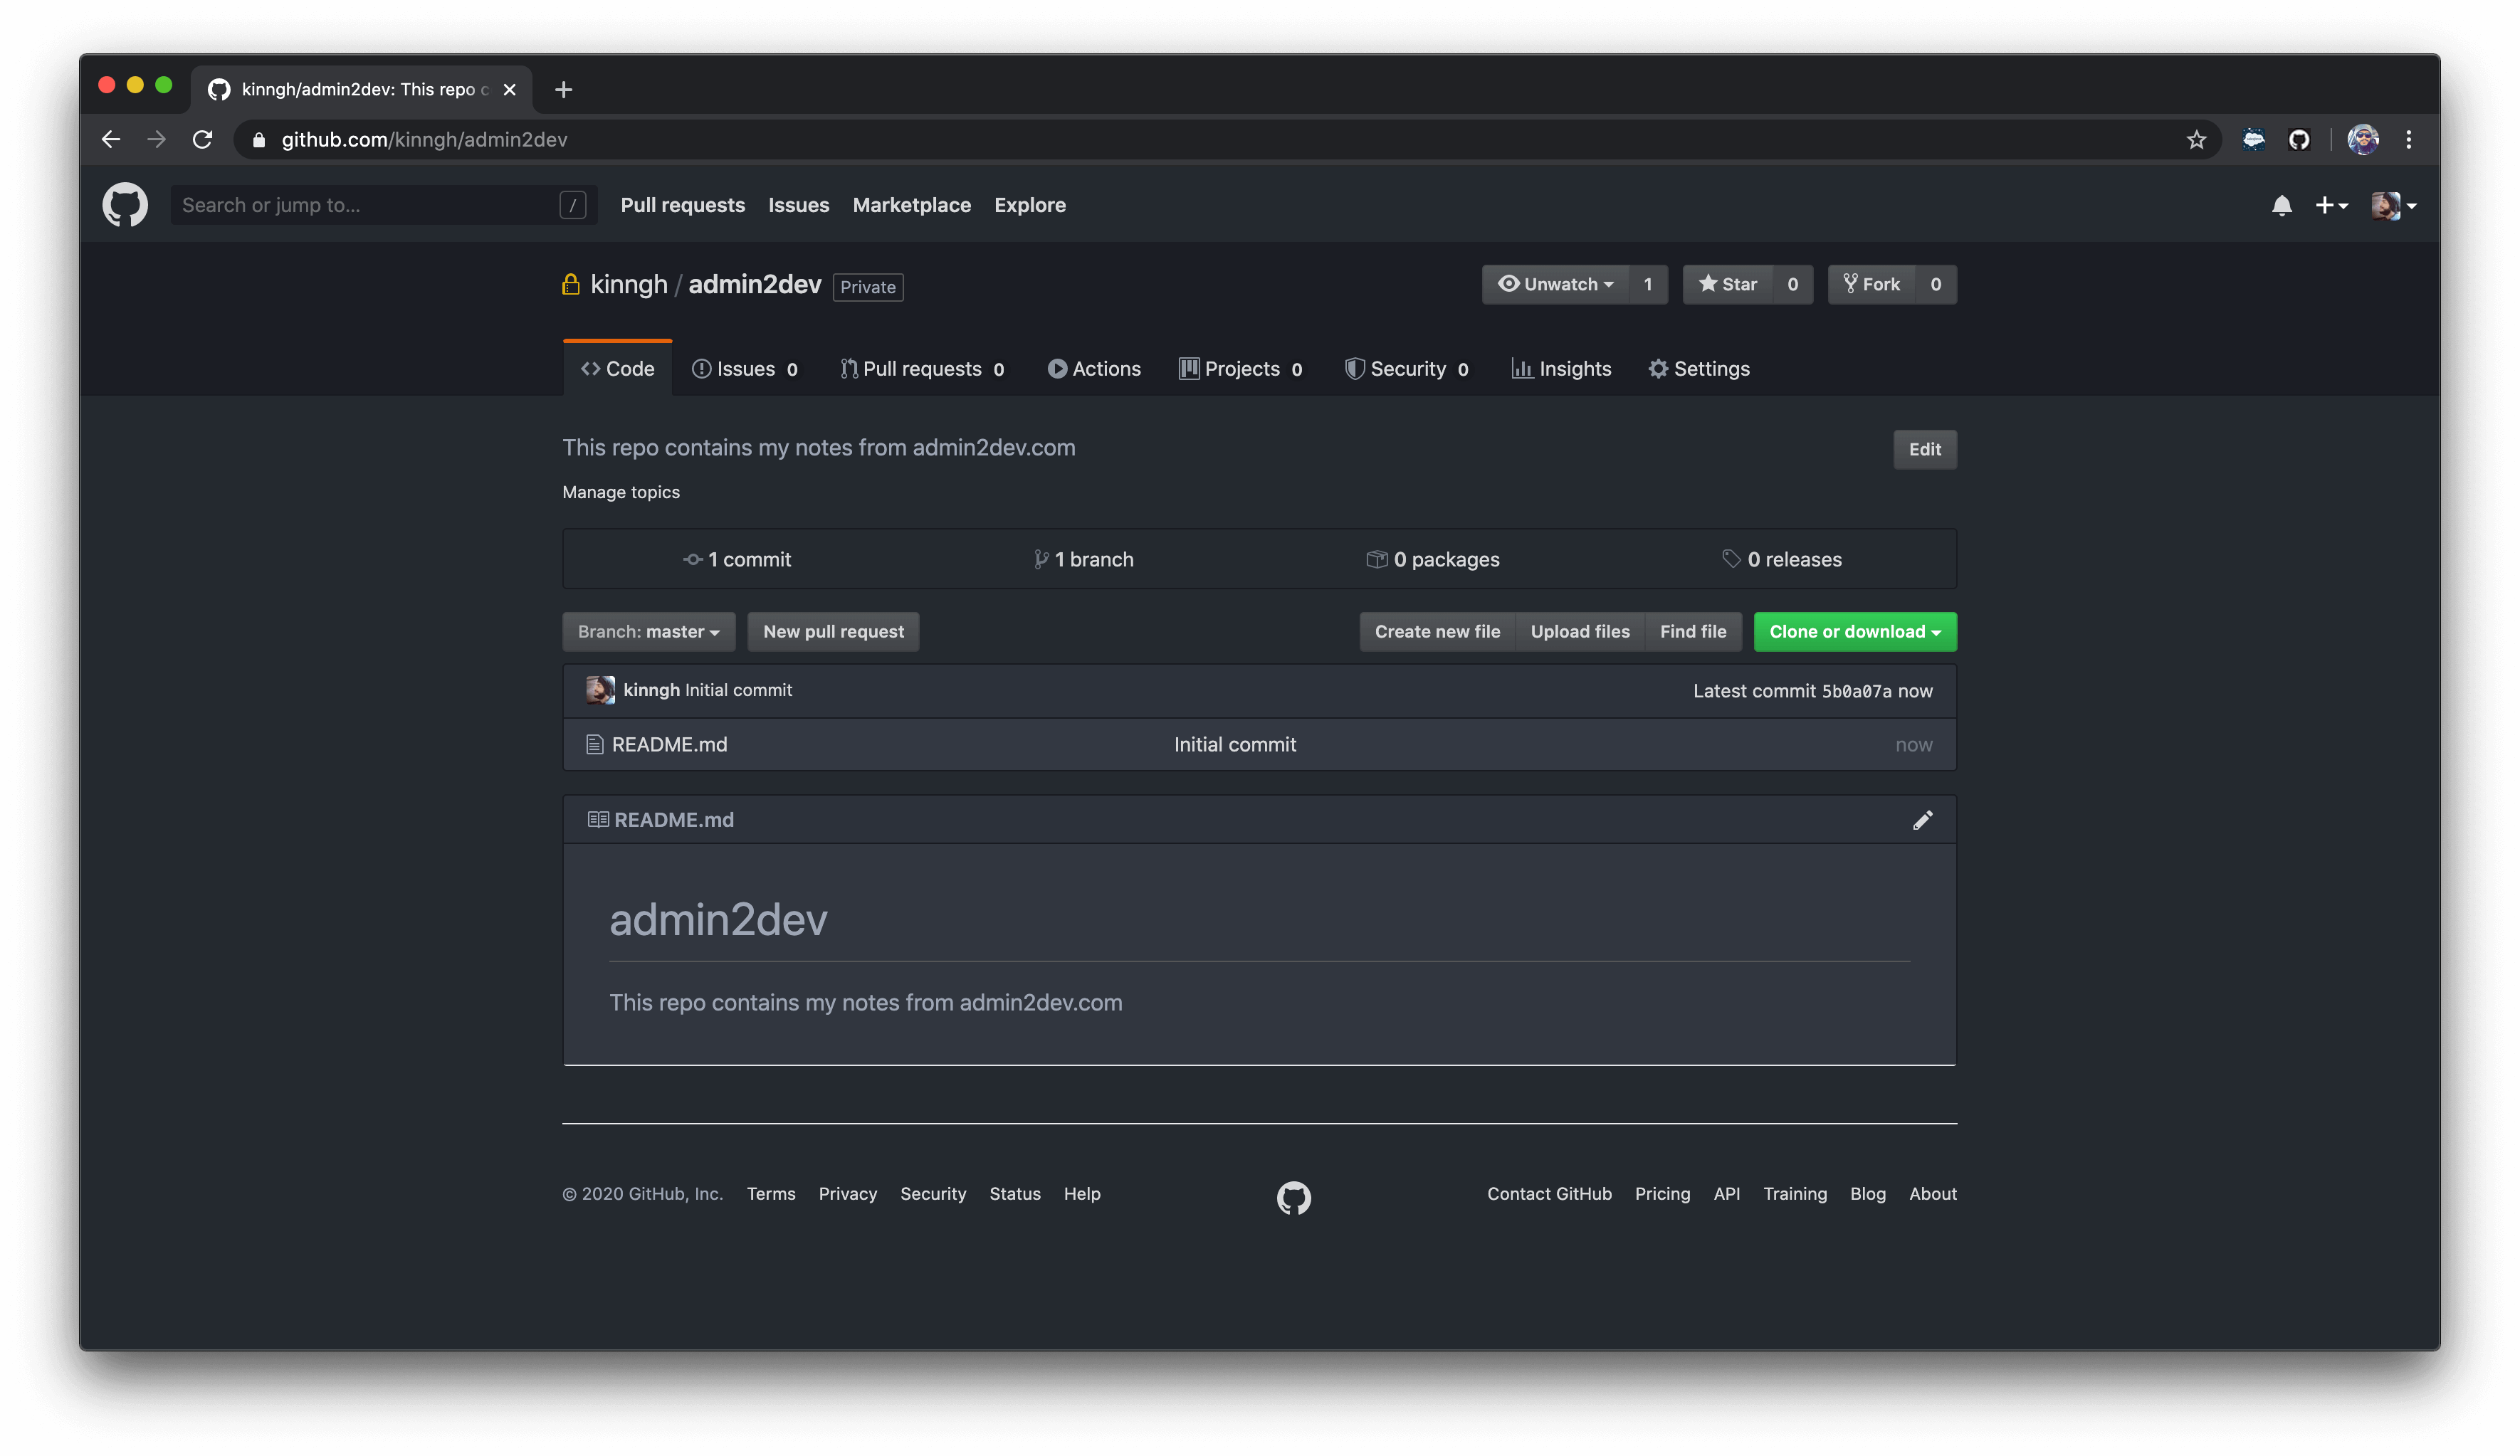 kinngh/admin2dev: This repo c
github.com/kinngh/admin2dev
Search or jump to... / Pull requests Issues Marketplace Explore
kinngh / admin2dev Private Unwatch 1 Star 0 Fork 0
Code Issues 0 Pull requests 0 Actions Projects 0 Security 0 Insights Settings
This repo contains my notes from admin2dev.com Edit
Manage topics
1 commit 1 branch 0 packages 0 releases
Branch: master New pull request Create new file Upload files Find file Clone or download
kinngh Initial commit Latest commit 5b0a07a now
README.md Initial commit now
README.md
admin2dev
This repo contains my notes from admin2dev.com
© 2020 GitHub, Inc. Terms Privacy Security Status Help Contact GitHub Pricing API Training Blog About